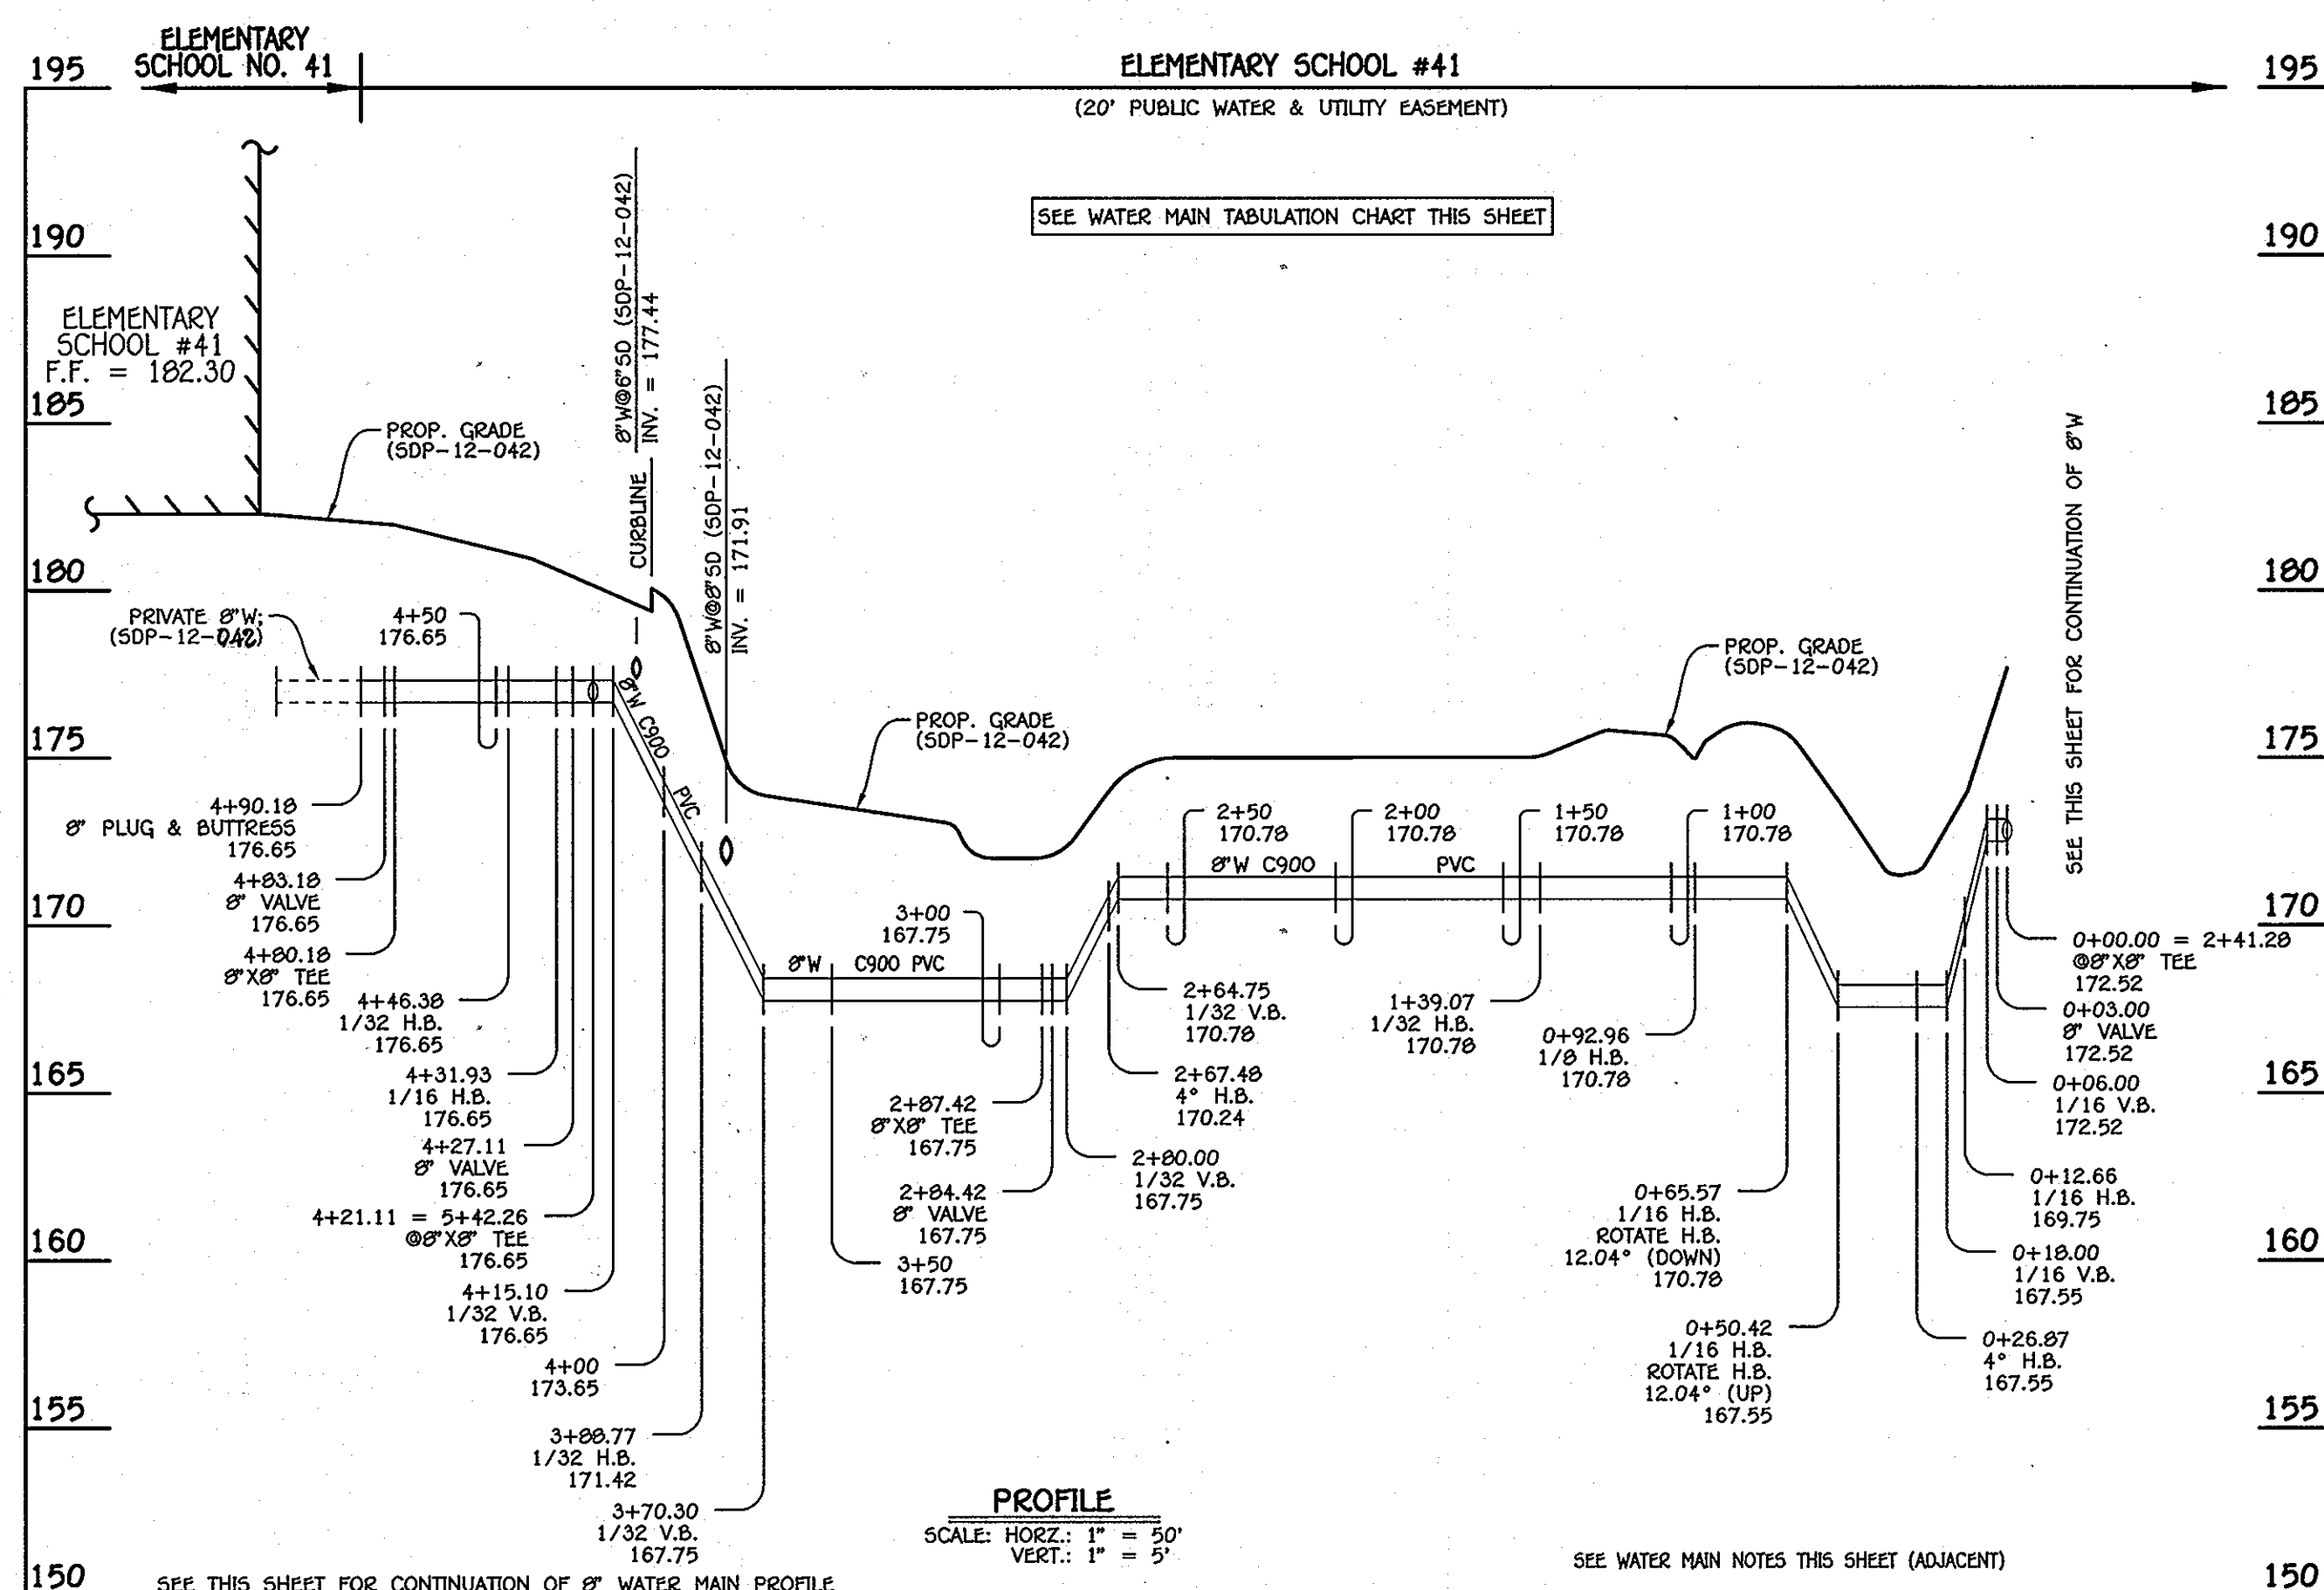 ELEMENTARY
SCHOOL NO. 41
ELEMENTARY SCHOOL #41
(20' PUBLIC WATER & UTILITY EASEMENT)
195
195
190
190
185
185
180
180
175
175
170
170
165
165
160
160
155
155
150
150
SEE WATER MAIN TABULATION CHART THIS SHEET
ELEMENTARY
SCHOOL #41
F.F. = 182.30
PROP. GRADE
(SDP-12-042)
8"W@6"SD (SDP-12-042)
INV. = 177.44
CURBLINE
8"W@8"SD (SDP-12-042)
INV. = 171.91
PRIVATE 8"W;
(SDP-12-042)
4+50
176.65
8"W C900 PVC
PROP. GRADE
(SDP-12-042)
PROP. GRADE
(SDP-12-042)
SEE THIS SHEET FOR CONTINUATION OF 8"W
4+90.18
8" PLUG & BUTTRESS
176.65
4+83.18
8" VALVE
176.65
4+80.18
8"X8" TEE
176.65
4+46.38
1/32 H.B.
176.65
4+31.93
1/16 H.B.
176.65
4+27.11
8" VALVE
176.65
4+21.11 = 5+42.26
@8"X8" TEE
176.65
4+15.10
1/32 V.B.
176.65
4+00
173.65
3+88.77
1/32 H.B.
171.42
3+70.30
1/32 V.B.
167.75
8"W C900 PVC
3+50
167.75
3+00
167.75
2+87.42
8"X8" TEE
167.75
2+84.42
8" VALVE
167.75
2+80.00
1/32 V.B.
167.75
2+67.48
4° H.B.
170.24
2+64.75
1/32 V.B.
170.78
2+50
170.78
2+00
170.78
1+50
170.78
1+00
170.78
8"W C900 PVC
1+39.07
1/32 H.B.
170.78
0+92.96
1/8 H.B.
170.78
0+65.57
1/16 H.B.
ROTATE H.B.
12.04° (DOWN)
170.78
0+50.42
1/16 H.B.
ROTATE H.B.
12.04° (UP)
167.55
0+26.87
4° H.B.
167.55
0+18.00
1/16 V.B.
167.55
0+12.66
1/16 H.B.
169.75
0+06.00
1/16 V.B.
172.52
0+03.00
8" VALVE
172.52
0+00.00 = 2+41.28
@8"X8" TEE
172.52
PROFILE
SCALE: HORZ.: 1" = 50'
VERT.: 1" = 5'
SEE WATER MAIN NOTES THIS SHEET (ADJACENT)
SEE THIS SHEET FOR CONTINUATION OF 8" WATER MAIN PROFILE